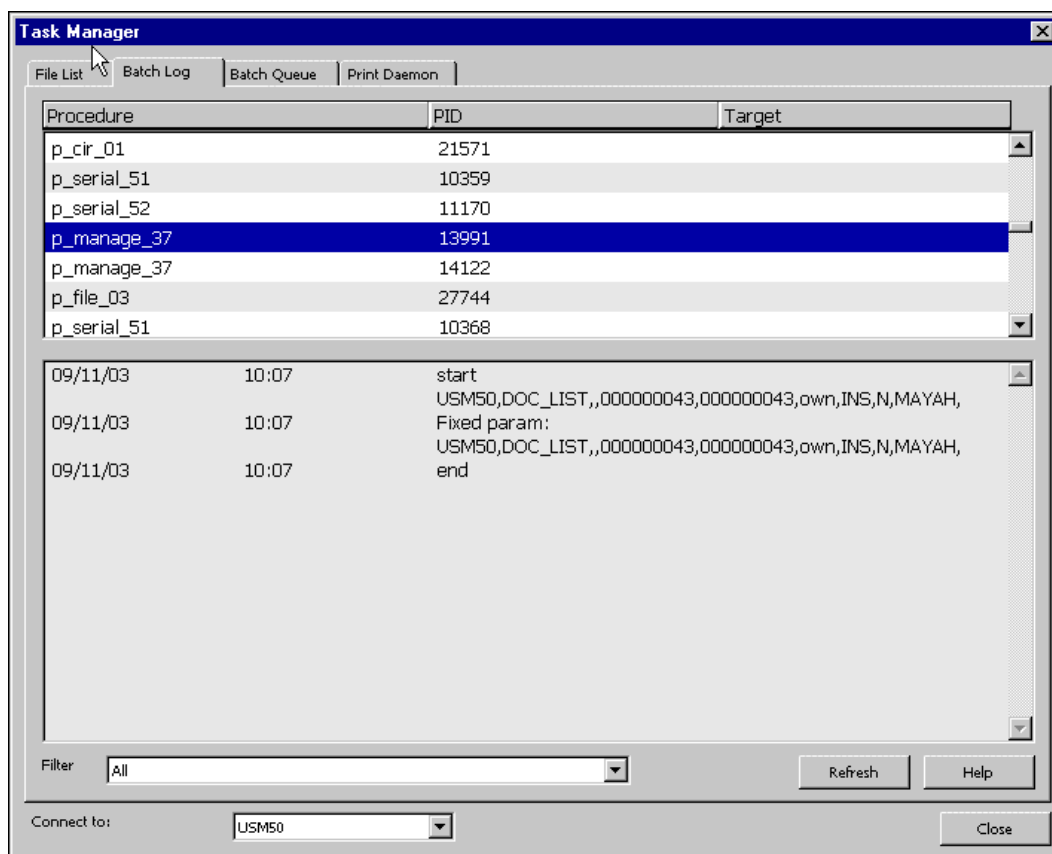 Task Manager
File List Batch Log Batch Queue Print Daemon
Procedure PID Target
p_cir_01 21571
p_serial_51 10359
p_serial_52 11170
p_manage_37 13991
p_manage_37 14122
p_file_03 27744
p_serial_51 10368
09/11/03 10:07 start
USM50,DOC_LIST,,000000043,000000043,own,INS,N,MAYAH,
09/11/03 10:07 Fixed param:
USM50,DOC_LIST,,000000043,000000043,own,INS,N,MAYAH,
09/11/03 10:07 end
Filter All Refresh Help
Connect to: USM50 Close